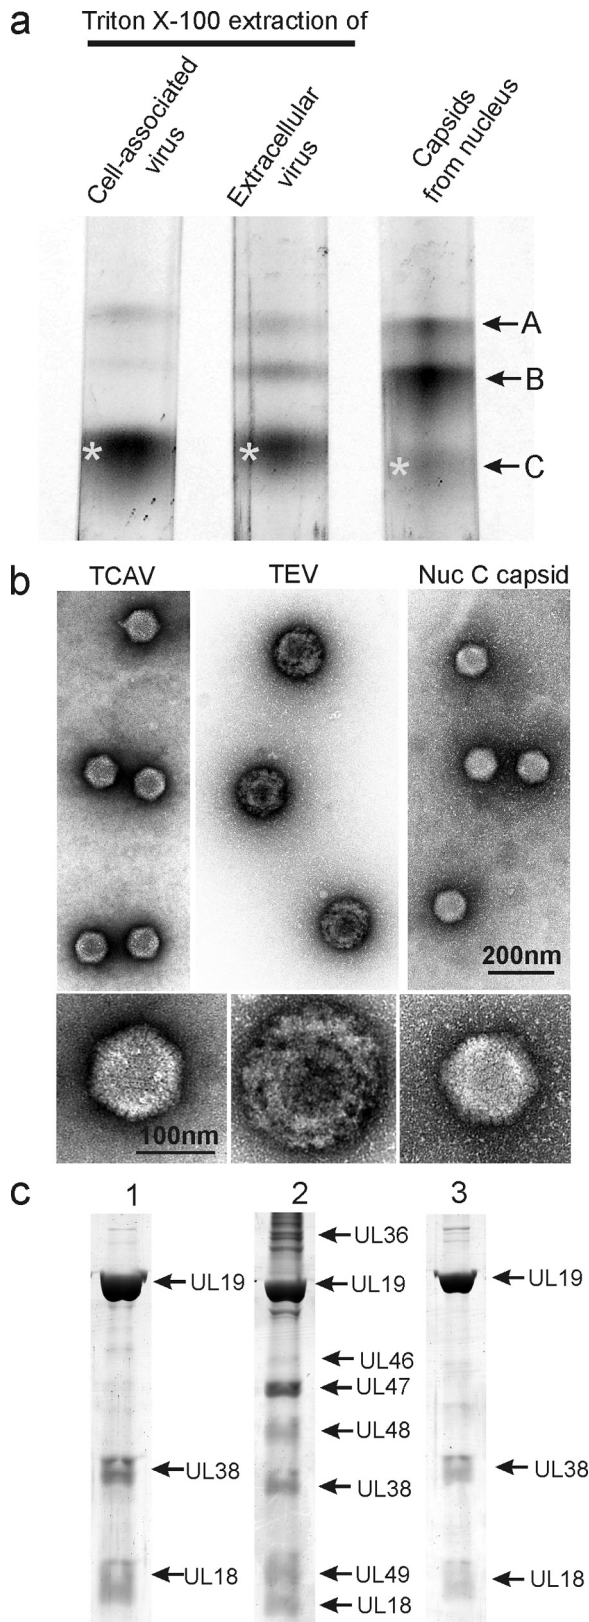 a
Triton X-100 extraction of
Cell-associated
virus
Extracellular
virus
Capsids
from nucleus
A
B
*
*
*
C
b
TCAV
TEV
Nuc C capsid
200nm
100nm
c
1
2
3
UL36
UL19
UL19
UL19
UL46
UL47
UL48
UL38
UL38
UL38
UL18
UL49
UL18
UL18